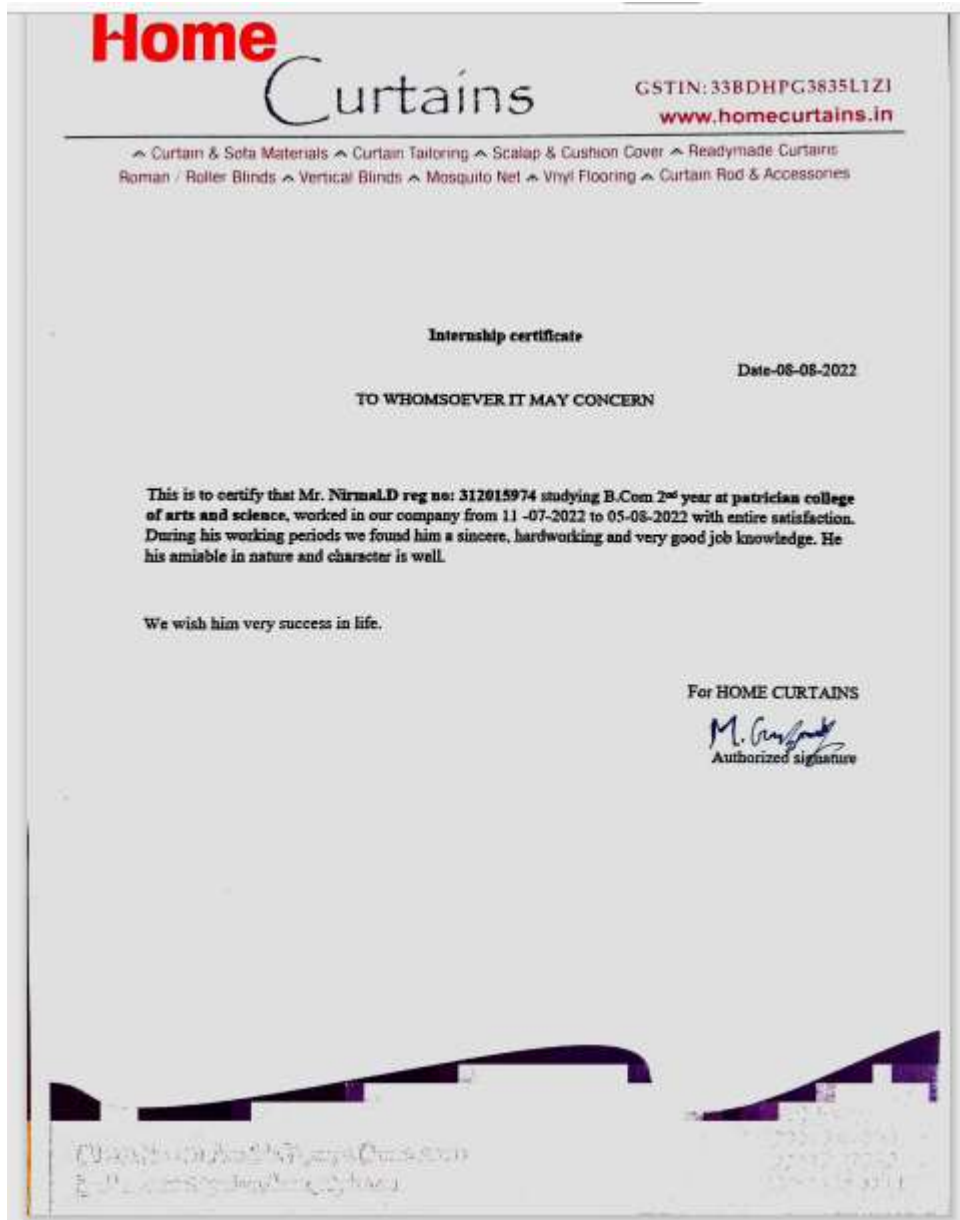 Home
Curtains
GSTIN:33BDHPG3835L1ZI
www.homecurtains.in
Curtain & Sofa Materials Curtain Tailoring Scalap & Cushion Cover Readymade Curtains
Roman / Roller Blinds Vertical Blinds Mosquito Net Vnyl Flooring Curtain Rod & Accessories
Internship certificate
Date-08-08-2022
TO WHOMSOEVER IT MAY CONCERN
This is to certify that Mr. Nirmal.D reg no: 312015974 studying B.Com 2nd year at patrician college
of arts and science, worked in our company from 11 -07-2022 to 05-08-2022 with entire satisfaction.
During his working periods we found him a sincere, hardworking and very good job knowledge. He
his amiable in nature and character is well.
We wish him very success in life.
For HOME CURTAINS
M.
Authorized signature